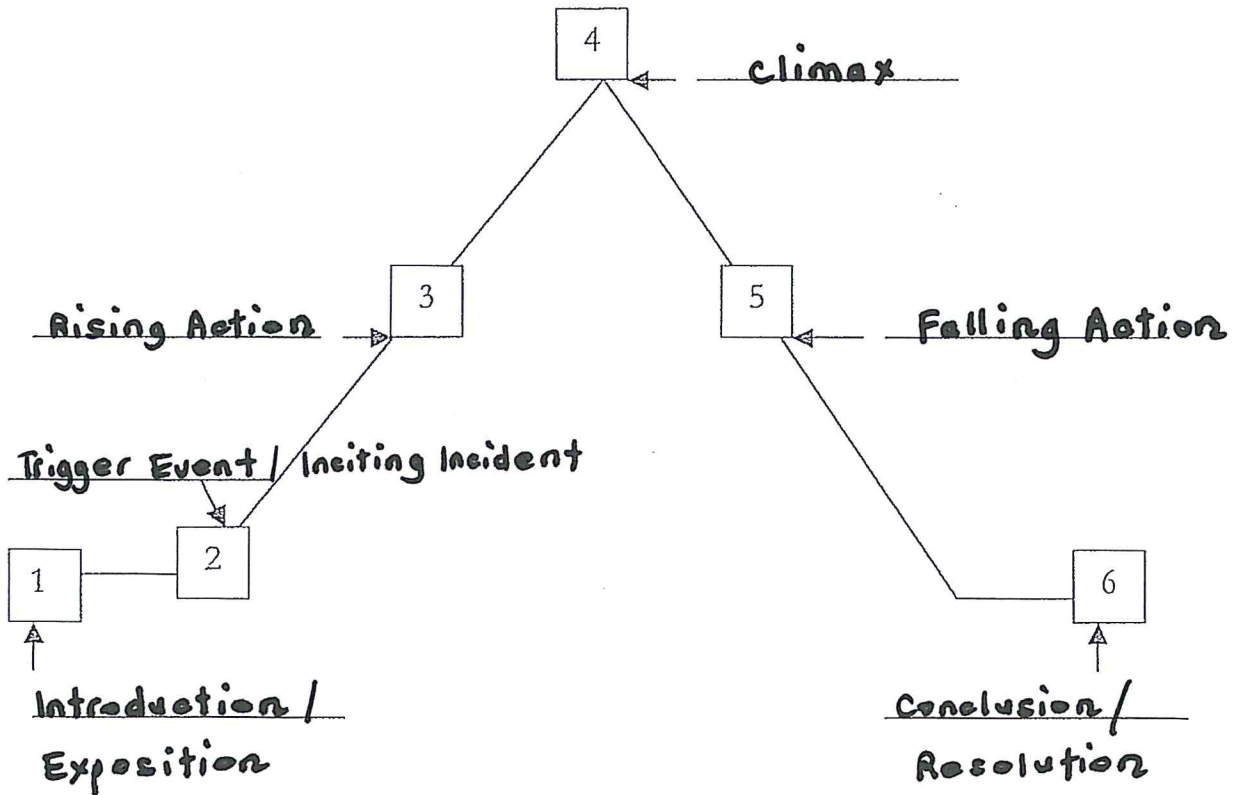 4
Climax
3
5
Rising Action
Falling Action
Trigger Event / Inciting Incident
2
1
6
Introduction /
Exposition
Conclusion /
Resolution